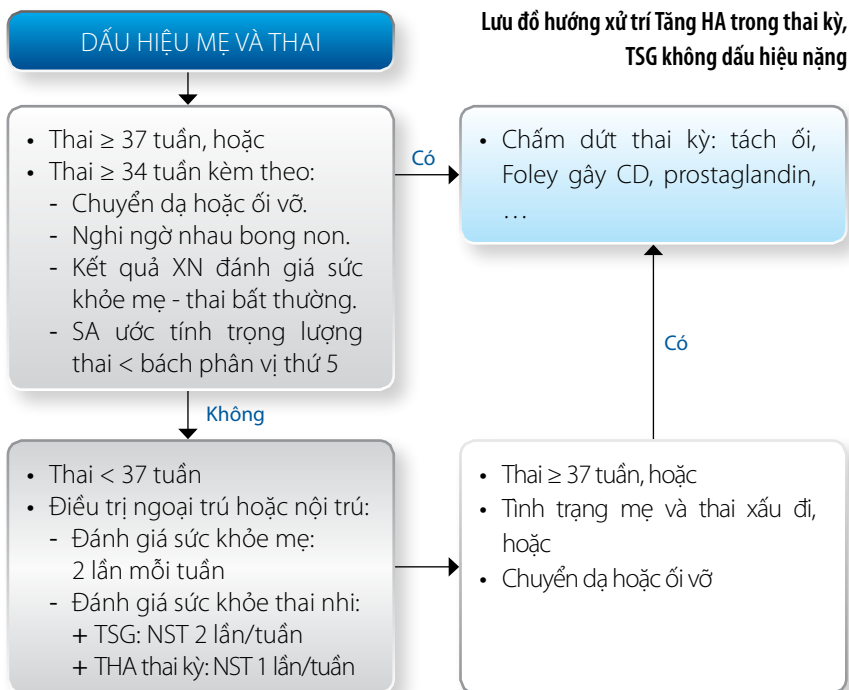 Lưu đồ hướng xử trí Tăng HA trong thai kỳ,
TSG không dấu hiệu nặng
DẤU HIỆU MẸ VÀ THAI
• Thai ≥ 37 tuần, hoặc
• Thai ≥ 34 tuần kèm theo:
- Chuyển dạ hoặc ối vỡ.
- Nghi ngờ nhau bong non.
- Kết quả XN đánh giá sức
khỏe mẹ - thai bất thường.
- SA ước tính trọng lượng
thai < bách phân vị thứ 5
Có
• Chấm dứt thai kỳ: tách ối,
Foley gây CD, prostaglandin,
…
Không
Có
• Thai < 37 tuần
• Điều trị ngoại trú hoặc nội trú:
- Đánh giá sức khỏe mẹ:
2 lần mỗi tuần
- Đánh giá sức khỏe thai nhi:
+ TSG: NST 2 lần/tuần
+ THA thai kỳ: NST 1 lần/tuần
• Thai ≥ 37 tuần, hoặc
• Tình trạng mẹ và thai xấu đi,
hoặc
• Chuyển dạ hoặc ối vỡ